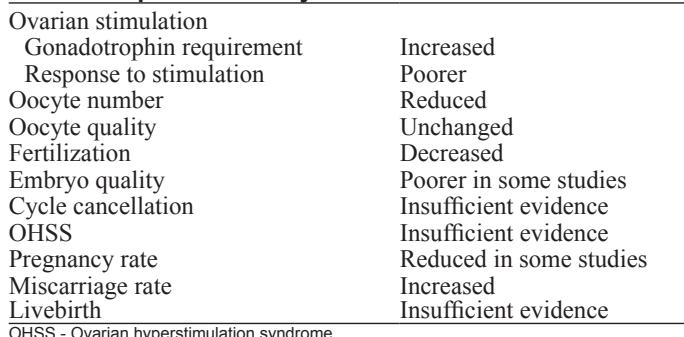 Ovarian stimulation
Gonadotrophin requirement Increased
Response to stimulation Poorer
Oocyte number Reduced
Oocyte quality Unchanged
Fertilization Decreased
Embryo quality Poorer in some studies
Cycle cancellation Insufficient evidence
OHSS Insufficient evidence
Pregnancy rate Reduced in some studies
Miscarriage rate Increased
Livebirth Insufficient evidence
OHSS - Ovarian hyperstimulation syndrome